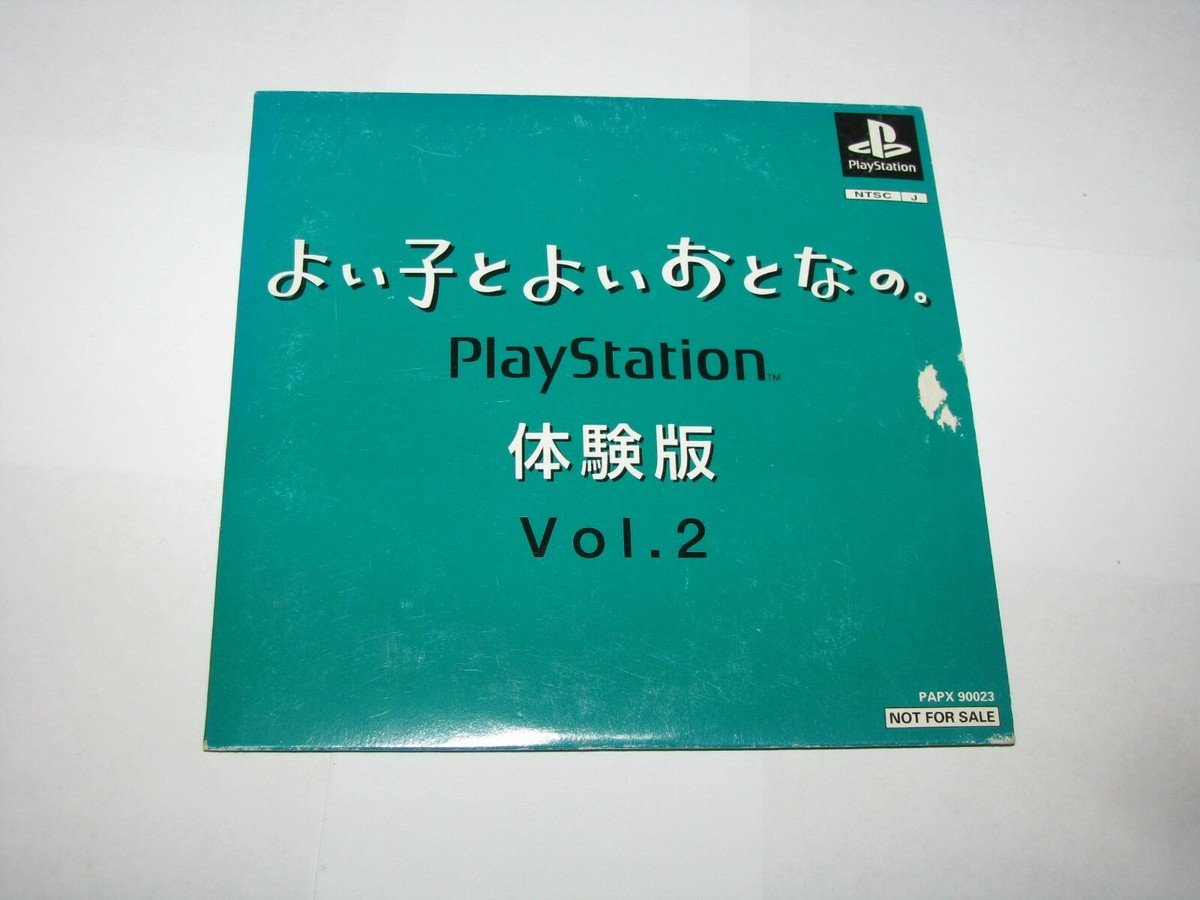 PlayStation
NTSC J
よい子とよいおとなの。
PlayStation™
体験版
Vol.2
PAPX 90023
NOT FOR SALE